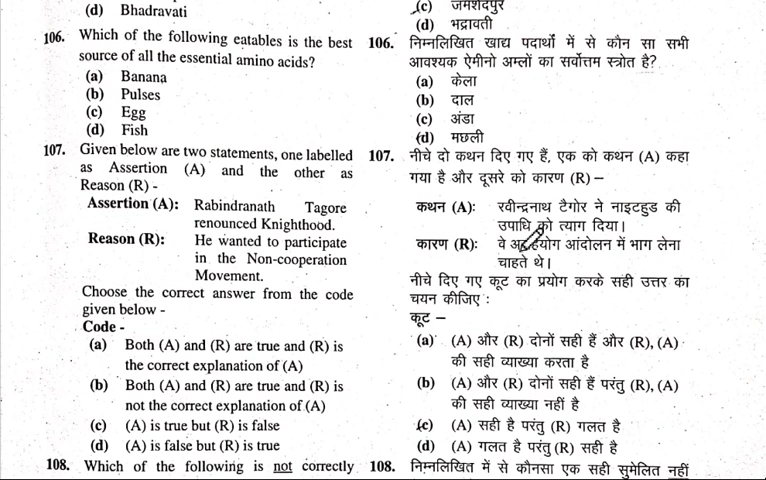 (d) Bhadravati
106. Which of the following eatables is the best
source of all the essential amino acids?
(a) Banana
(b) Pulses
(c) Egg
(d) Fish
107. Given below are two statements, one labelled
as Assertion (A) and the other as
Reason (R) -
Assertion (A): Rabindranath Tagore
renounced Knighthood.
Reason (R): He wanted to participate
in the Non-cooperation
Movement.
Choose the correct answer from the code
given below -
Code -
(a) Both (A) and (R) are true and (R) is
the correct explanation of (A)
(b) Both (A) and (R) are true and (R) is
not the correct explanation of (A)
(c) (A) is true but (R) is false
(d) (A) is false but (R) is true
108. Which of the following is not correctly
(c) जमशेदपुर
(d) भद्रावती
106. निम्नलिखित खाद्य पदार्थों में से कौन सा सभी
आवश्यक ऐमीनो अम्लों का सर्वोत्तम स्त्रोत है?
(a) केला
(b) दाल
(c) अंडा
(d) मछली
107. नीचे दो कथन दिए गए हैं, एक को कथन (A) कहा
गया है और दूसरे को कारण (R) –
कथन (A): रवीन्द्रनाथ टैगोर ने नाइटहुड की
उपाधि को त्याग दिया।
कारण (R): वे असहयोग आंदोलन में भाग लेना
चाहते थे।
नीचे दिए गए कूट का प्रयोग करके सही उत्तर का
चयन कीजिए :
कूट –
(a) (A) और (R) दोनों सही हैं और (R), (A)
की सही व्याख्या करता है
(b) (A) और (R) दोनों सही हैं परंतु (R), (A)
की सही व्याख्या नहीं है
(c) (A) सही है परंतु (R) गलत है
(d) (A) गलत है परंतु (R) सही है
108. निम्नलिखित में से कौनसा एक सही सुमेलित नहीं